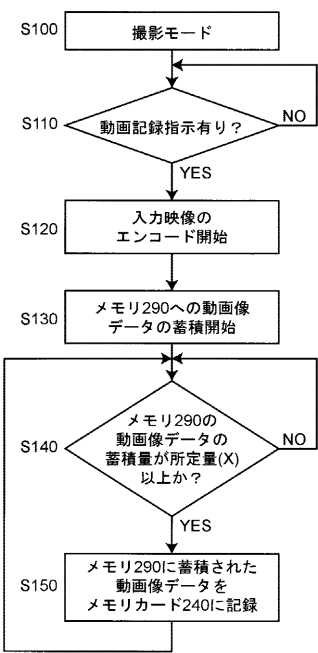 S100
撮影モード
S110
動画記録指示有り？
NO
YES
S120
入力映像の
エンコード開始
S130
メモリ290への動画像
データの蓄積開始
S140
メモリ290の
動画像データの
蓄積量が所定量(X)
以上か？
NO
YES
S150
メモリ290に蓄積された
動画像データを
メモリカード240に記録